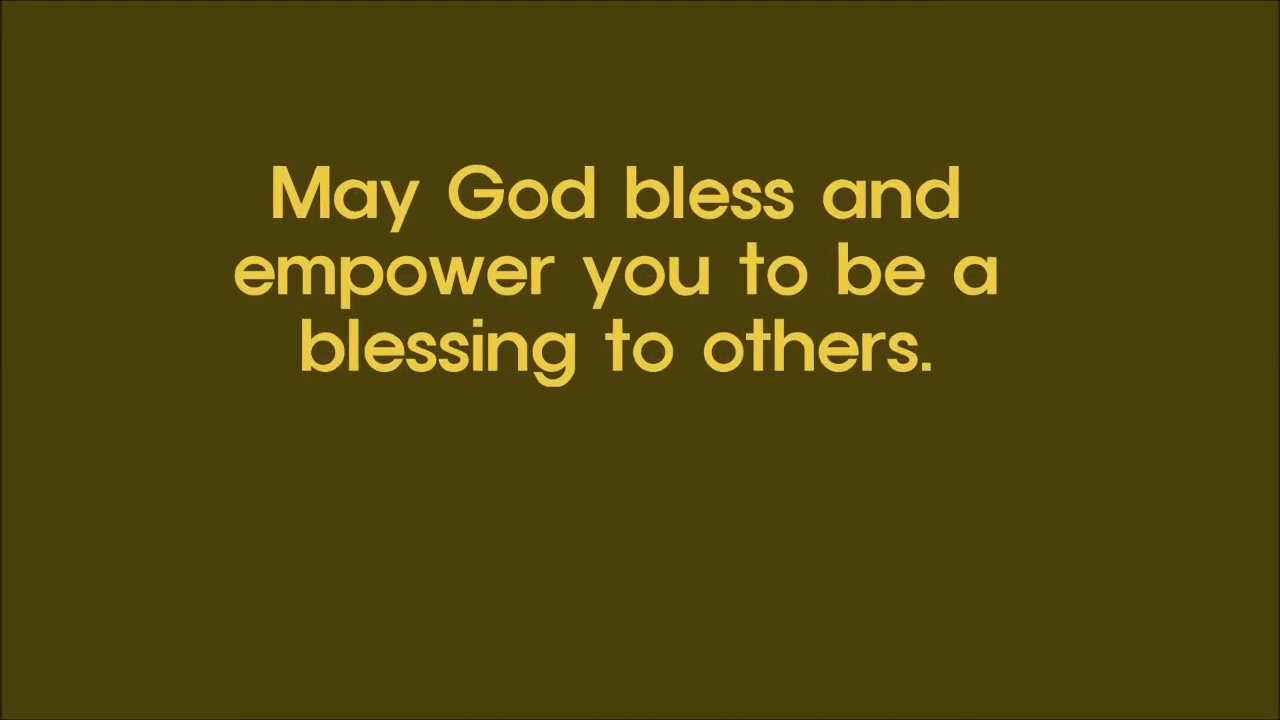 May God bless and
empower you to be a
blessing to others.